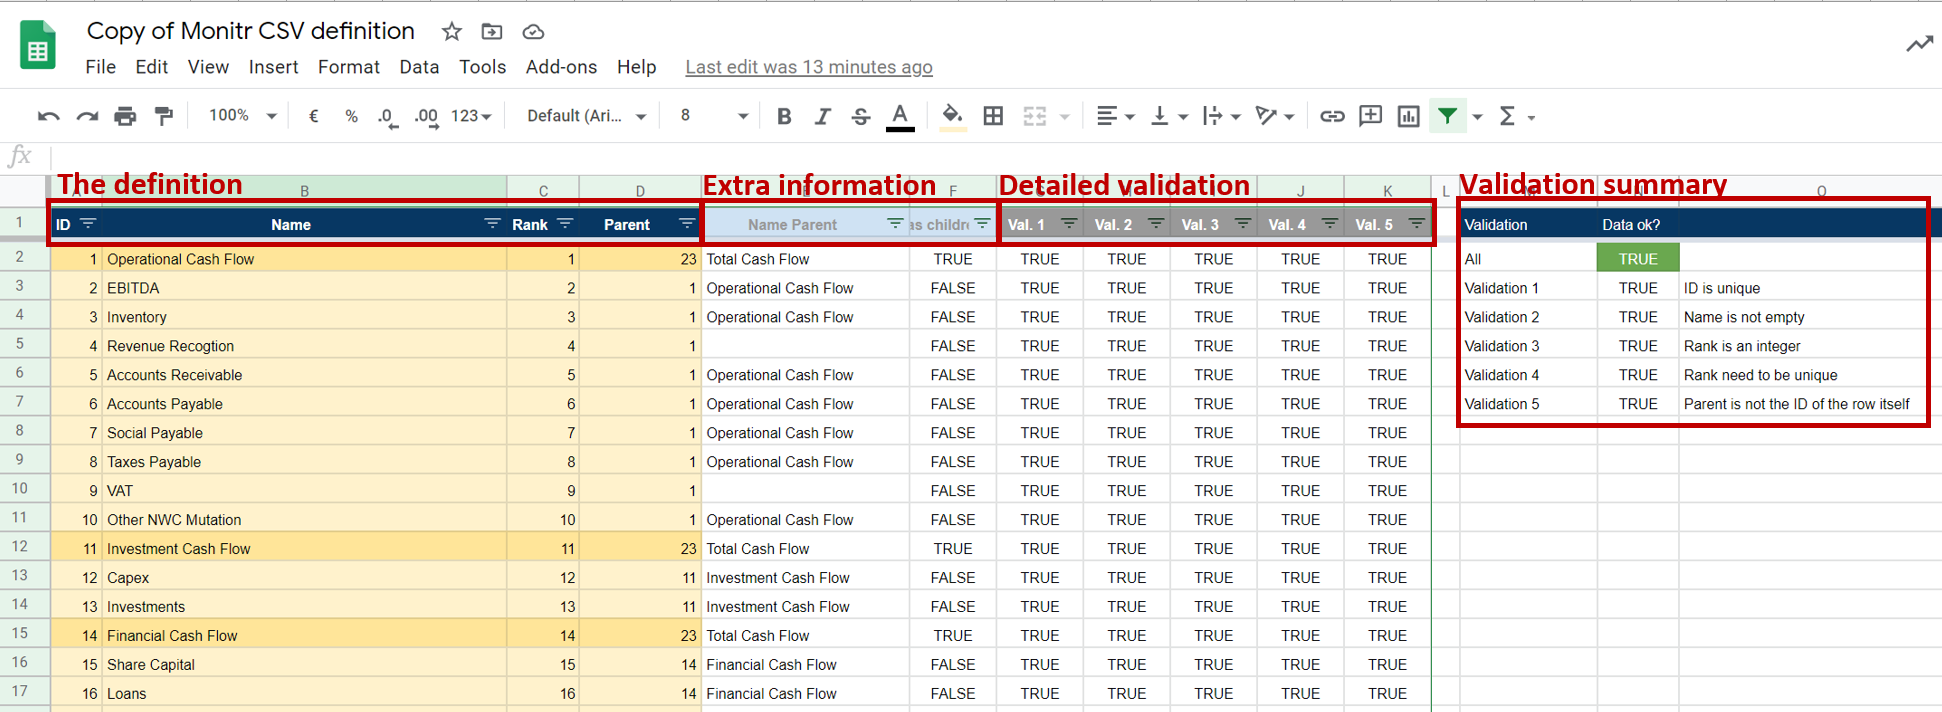 Copy of Monitr CSV definition
File Edit View Insert Format Data Tools Add-ons Help Last edit was 13 minutes ago
100% € % .0 .00 123 Default (Ari... 8 B I S A Σ
fx
The definition Extra information Detailed validation Validation summary
B C D F J K L O
1 ID Name Rank Parent Name Parent as childre Val. 1 Val. 2 Val. 3 Val. 4 Val. 5 Validation Data ok?
2 1 Operational Cash Flow 1 23 Total Cash Flow TRUE TRUE TRUE TRUE TRUE TRUE All TRUE
3 2 EBITDA 2 1 Operational Cash Flow FALSE TRUE TRUE TRUE TRUE TRUE Validation 1 TRUE ID is unique
4 3 Inventory 3 1 Operational Cash Flow FALSE TRUE TRUE TRUE TRUE TRUE Validation 2 TRUE Name is not empty
5 4 Revenue Recogtion 4 1 FALSE TRUE TRUE TRUE TRUE TRUE Validation 3 TRUE Rank is an integer
6 5 Accounts Receivable 5 1 Operational Cash Flow FALSE TRUE TRUE TRUE TRUE TRUE Validation 4 TRUE Rank need to be unique
7 6 Accounts Payable 6 1 Operational Cash Flow FALSE TRUE TRUE TRUE TRUE TRUE Validation 5 TRUE Parent is not the ID of the row itself
8 7 Social Payable 7 1 Operational Cash Flow FALSE TRUE TRUE TRUE TRUE TRUE
9 8 Taxes Payable 8 1 Operational Cash Flow FALSE TRUE TRUE TRUE TRUE TRUE
10 9 VAT 9 1 FALSE TRUE TRUE TRUE TRUE TRUE
11 10 Other NWC Mutation 10 1 Operational Cash Flow FALSE TRUE TRUE TRUE TRUE TRUE
12 11 Investment Cash Flow 11 23 Total Cash Flow TRUE TRUE TRUE TRUE TRUE TRUE
13 12 Capex 12 11 Investment Cash Flow FALSE TRUE TRUE TRUE TRUE TRUE
14 13 Investments 13 11 Investment Cash Flow FALSE TRUE TRUE TRUE TRUE TRUE
15 14 Financial Cash Flow 14 23 Total Cash Flow TRUE TRUE TRUE TRUE TRUE TRUE
16 15 Share Capital 15 14 Financial Cash Flow FALSE TRUE TRUE TRUE TRUE TRUE
17 16 Loans 16 14 Financial Cash Flow FALSE TRUE TRUE TRUE TRUE TRUE